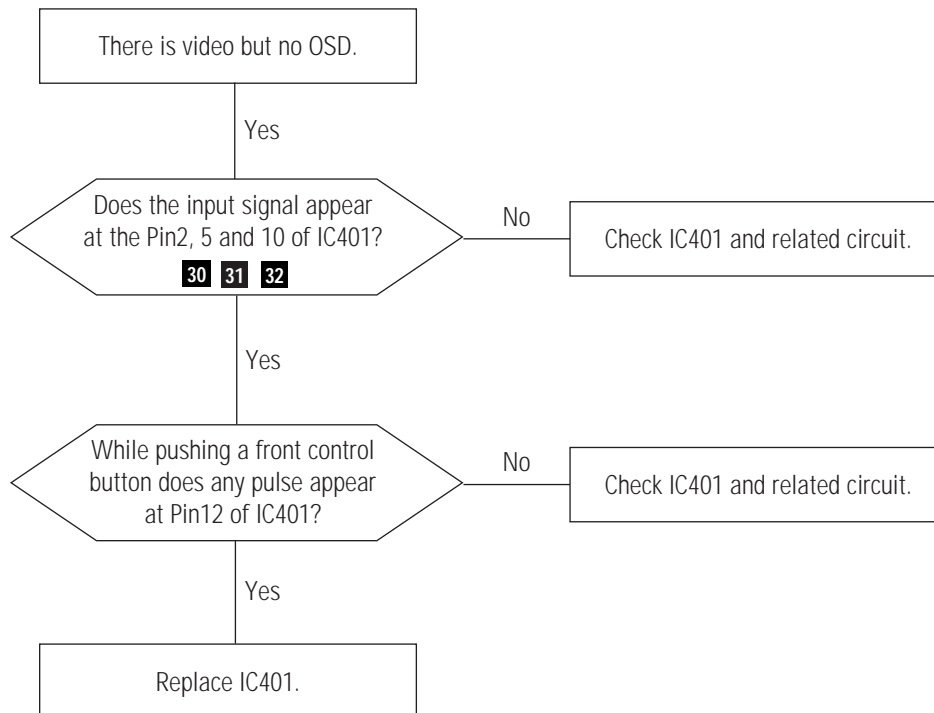 There is video but no OSD.
Yes
Does the input signal appear
at the Pin2, 5 and 10 of IC401?
30 31 32
No
Check IC401 and related circuit.
Yes
While pushing a front control
button does any pulse appear
at Pin12 of IC401?
No
Check IC401 and related circuit.
Yes
Replace IC401.